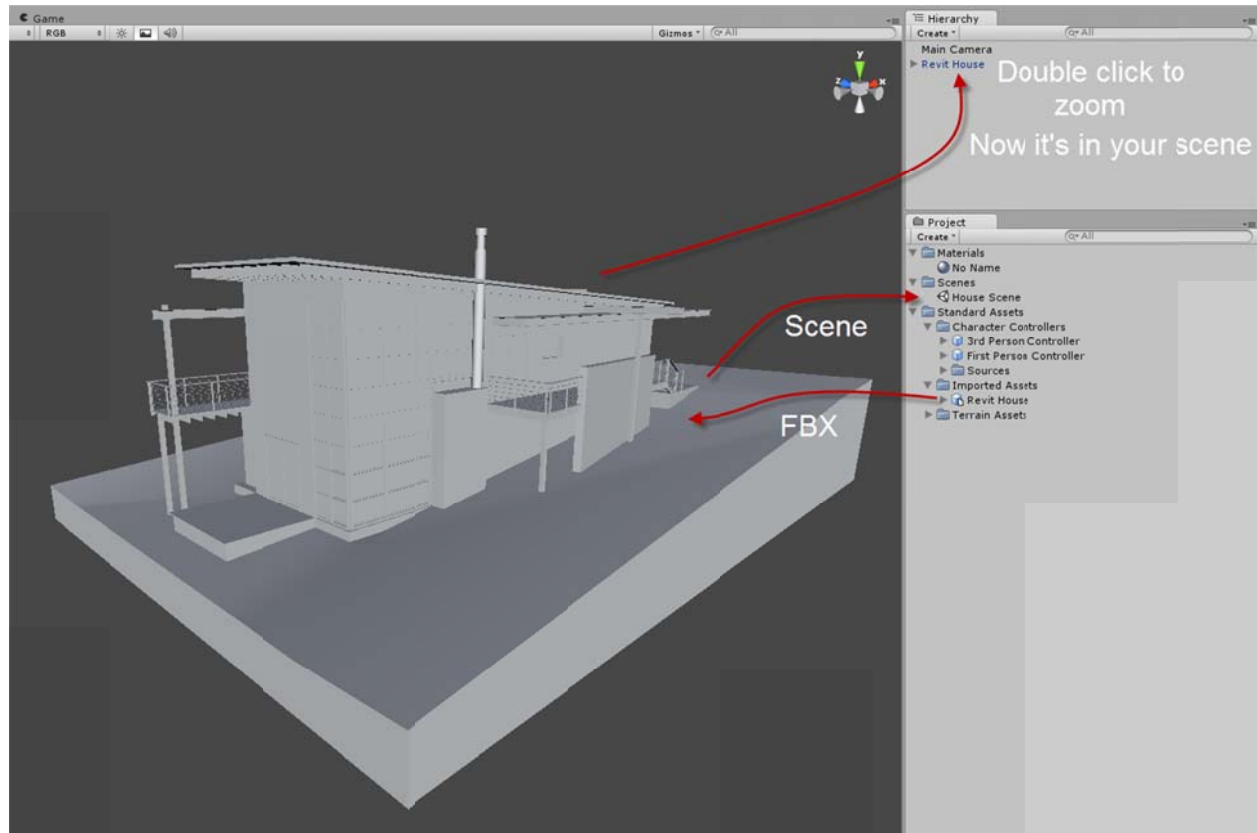 Game
RGB
Gizmos
All
y
z
x
Scene
FBX
Hierarchy
Create
All
Main Camera
Revit House
Double click to
zoom
Now it's in your scene
Project
Create
All
Materials
No Name
Scenes
House Scene
Standard Assets
Character Controllers
3rd Person Controller
First Person Controller
Sources
Imported Assets
Revit House
Terrain Assets